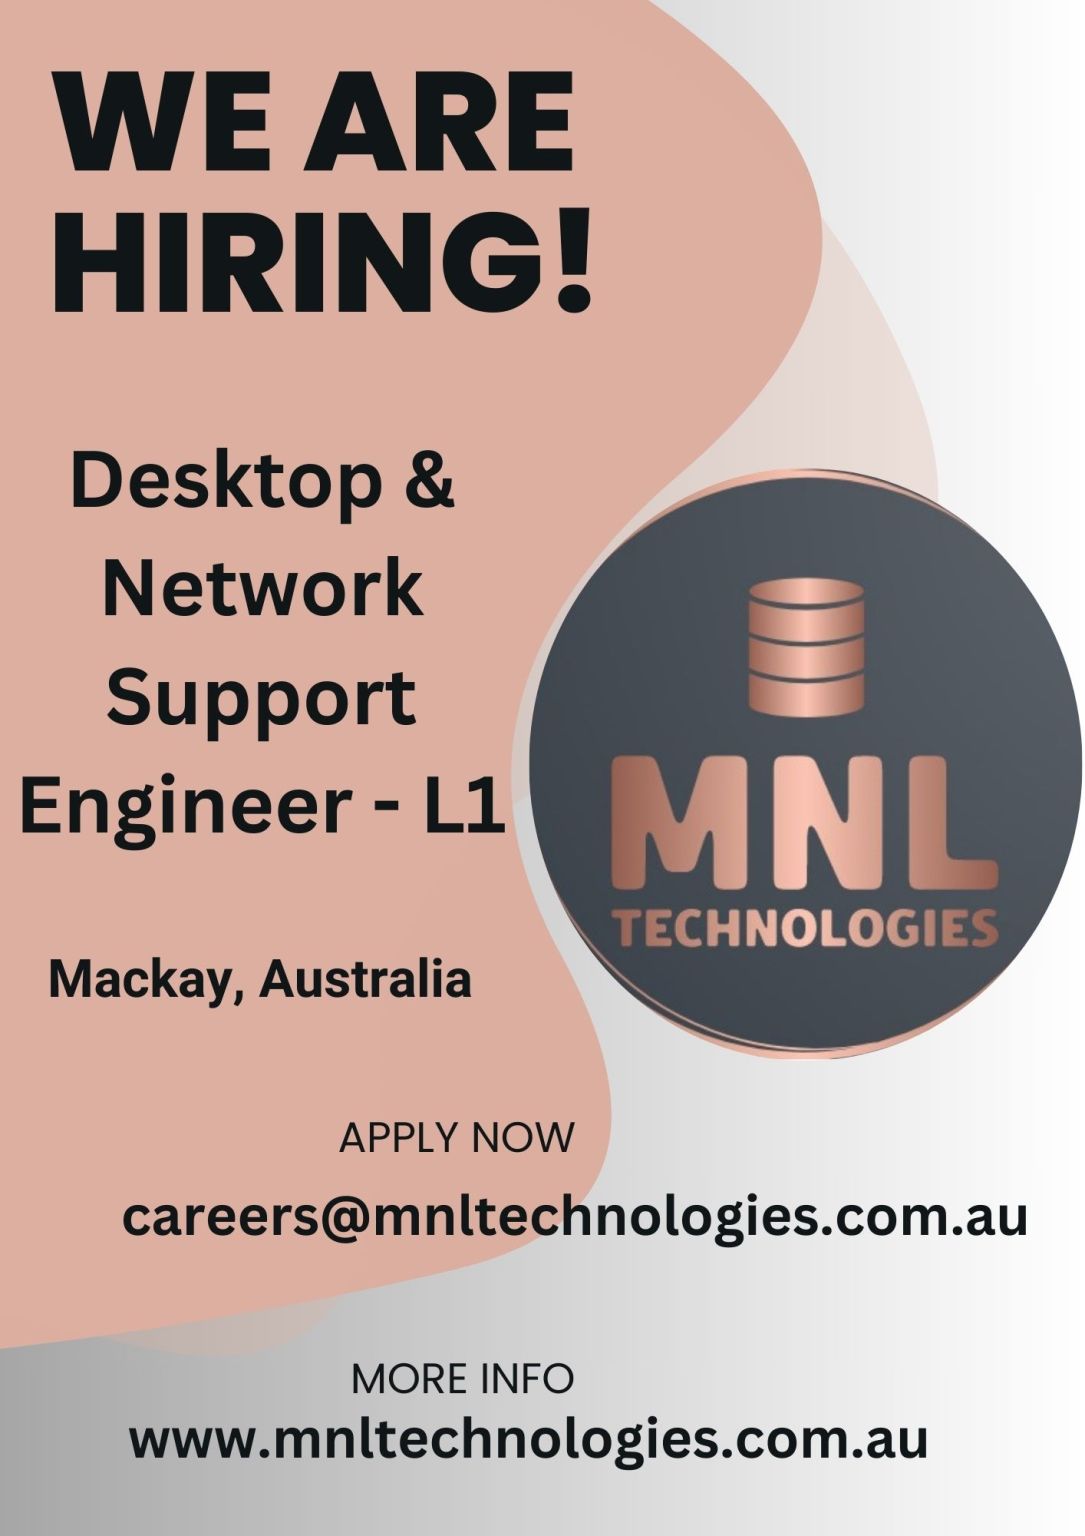 WE ARE
HIRING!
Desktop &
Network
Support
Engineer - L1
Mackay, Australia
MNL
TECHNOLOGIES
APPLY NOW
careers@mnltechnologies.com.au
MORE INFO
www.mnltechnologies.com.au